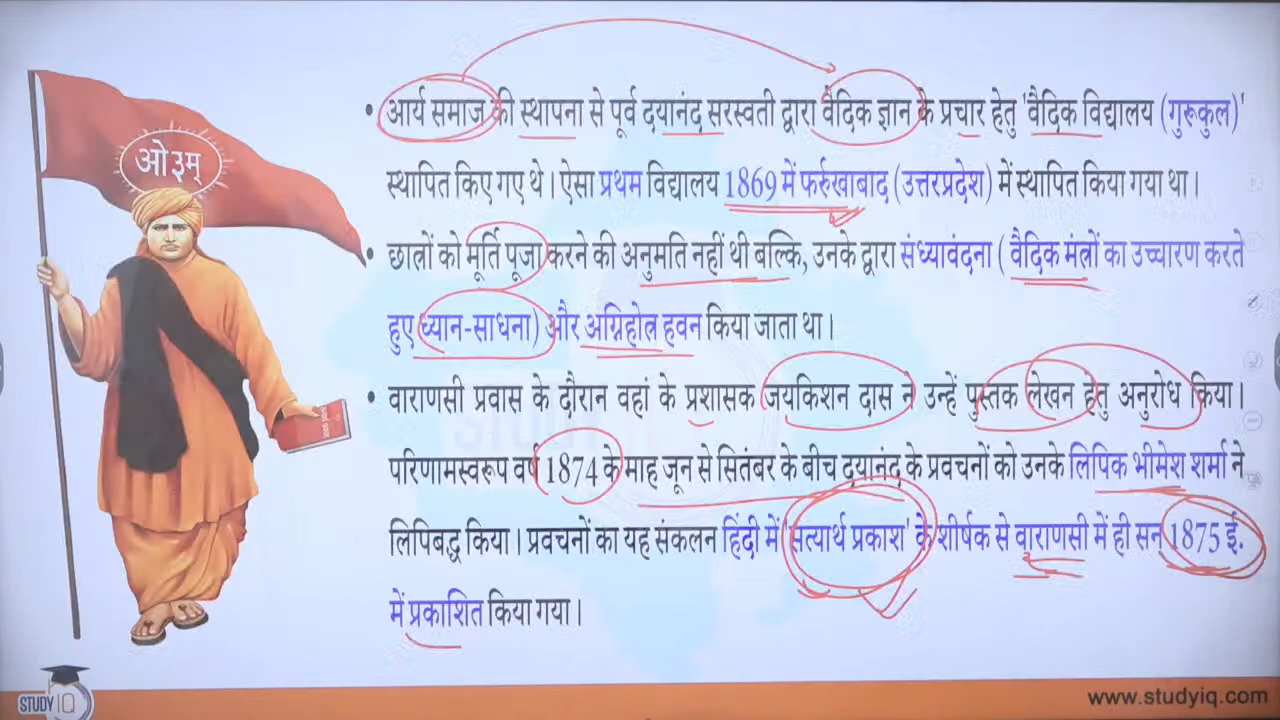 ओ३म्
• आर्य समाज की स्थापना से पूर्व दयानंद सरस्वती द्वारा वैदिक ज्ञान के प्रचार हेतु 'वैदिक विद्यालय (गुरूकुल)'
स्थापित किए गए थे। ऐसा प्रथम विद्यालय 1869 में फर्रुखाबाद (उत्तरप्रदेश) में स्थापित किया गया था।
• छात्रों को मूर्ति पूजा करने की अनुमति नहीं थी बल्कि, उनके द्वारा संध्यावंदना ( वैदिक मंत्रों का उच्चारण करते
हुए ध्यान-साधना) और अग्निहोत्र हवन किया जाता था।
• वाराणसी प्रवास के दौरान वहां के प्रशासक जयकिशन दास ने उन्हें पुस्तक लेखन हेतु अनुरोध किया।
परिणामस्वरूप वर्ष 1874 के माह जून से सितंबर के बीच दयानंद के प्रवचनों को उनके लिपिक भीमेश शर्मा ने
लिपिबद्ध किया। प्रवचनों का यह संकलन हिंदी में 'सत्यार्थ प्रकाश' के शीर्षक से वाराणसी में ही सन 1875 ई.
में प्रकाशित किया गया।
STUDY IQ
www.studyiq.com